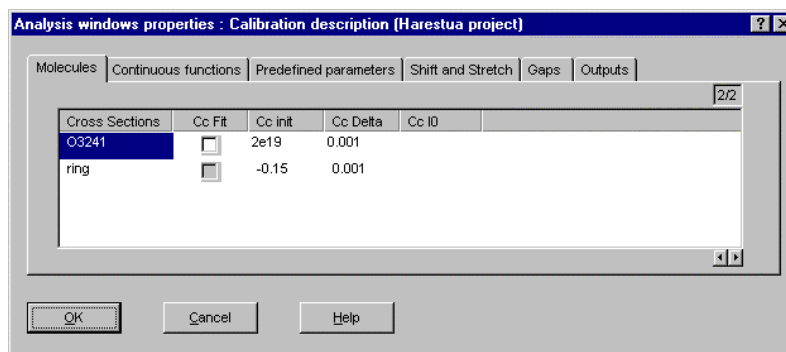 Analysis windows properties : Calibration description (Harestua project)
Molecules Continuous functions Predefined parameters Shift and Stretch Gaps Outputs
2/2
Cross Sections Cc Fit Cc init Cc Delta Cc I0
O3241 2e19 0.001
ring -0.15 0.001
OK Cancel Help